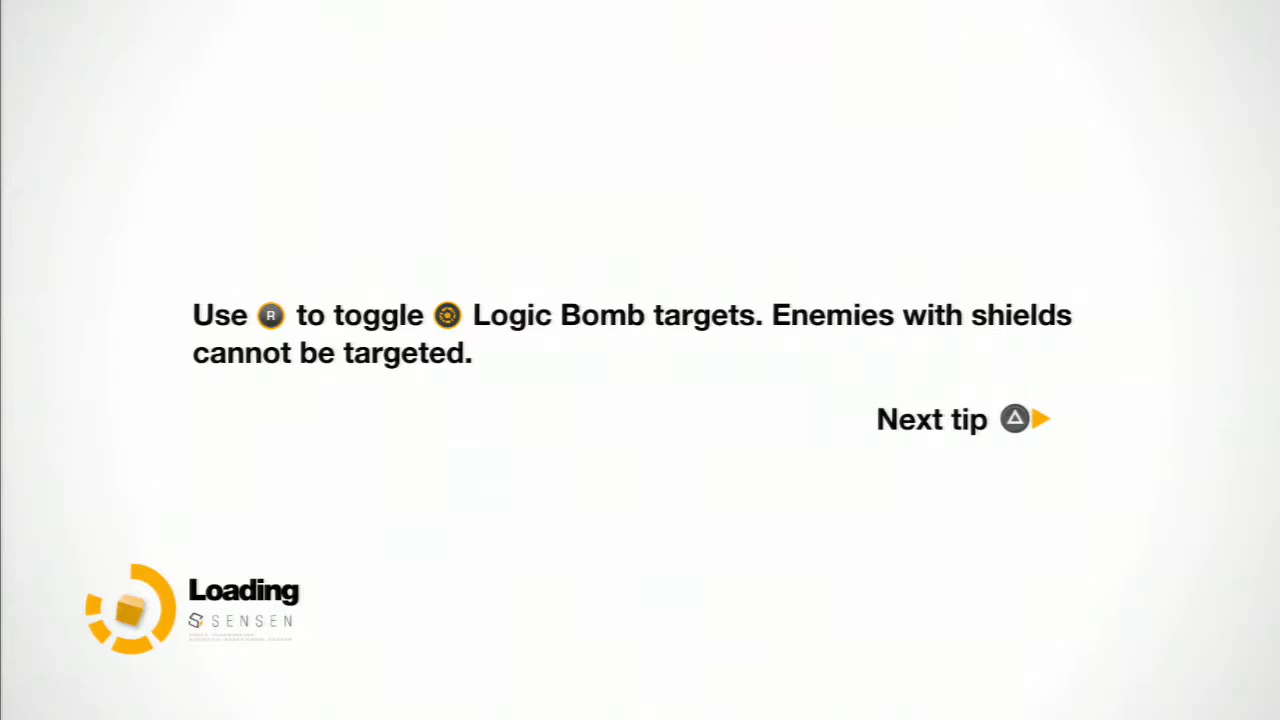 Use R to toggle Logic Bomb targets. Enemies with shields
cannot be targeted.
Next tip
Loading
SENSEN